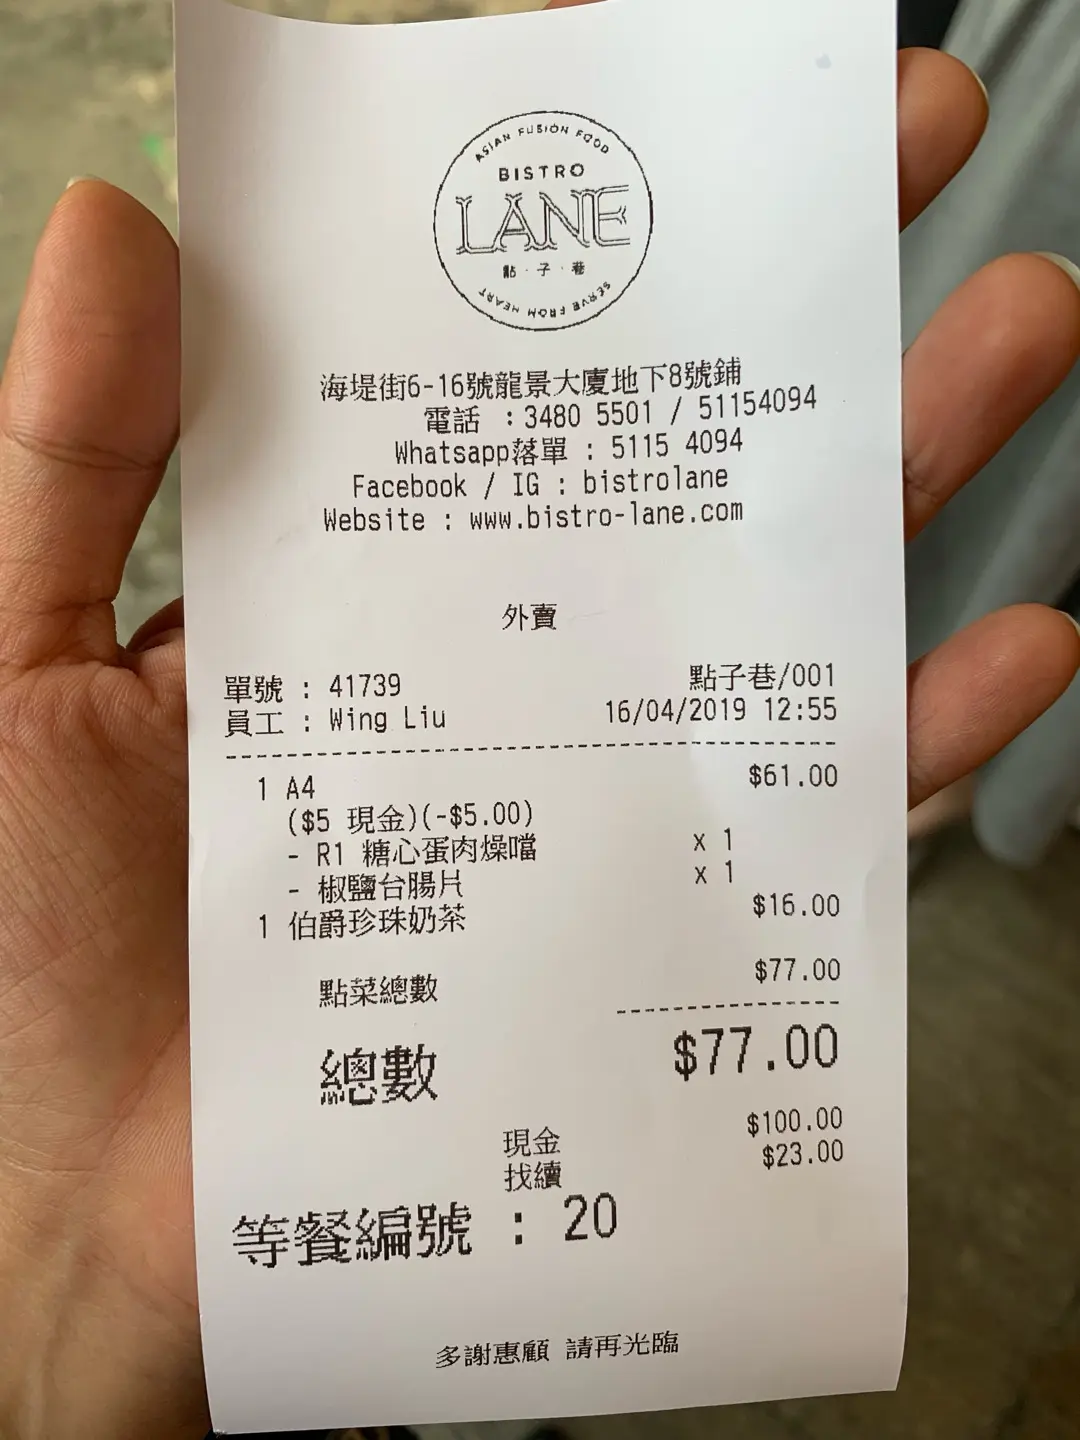 ASIAN FUSION FOOD
BISTRO
LANE
點·子·巷
SERVE FROM HEART
海堤街6-16號龍景大廈地下8號鋪
電話 :3480 5501 / 51154094
Whatsapp落單 : 5115 4094
Facebook / IG : bistrolane
Website : www.bistro-lane.com
外賣
單號 : 41739 點子巷/001
員工 : Wing Liu 16/04/2019 12:55
1 A4 $61.00
($5 現金)(-$5.00)
- R1 糖心蛋肉燥噹 x 1
- 椒鹽台腸片 x 1
1 伯爵珍珠奶茶 $16.00
點菜總數 $77.00
總數 $77.00
現金 $100.00
找續 $23.00
等餐編號 : 20
多謝惠顧 請再光臨